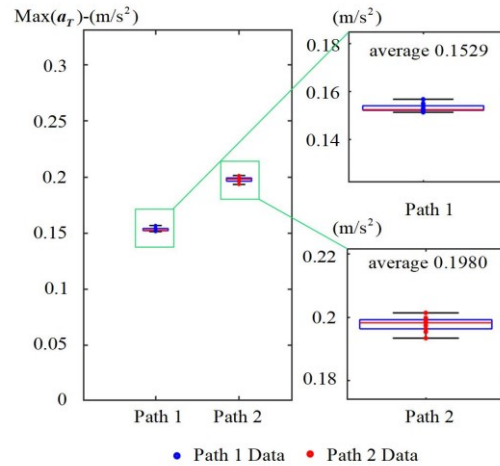 Max(a_T)-(m/s²)
0.3
0.25
0.2
0.15
0.1
0.05
0
Path 1
Path 2
(m/s²)
0.18
average 0.1529
0.16
0.14
Path 1
(m/s²)
0.22
average 0.1980
0.2
0.18
Path 2
Path 1 Data
Path 2 Data